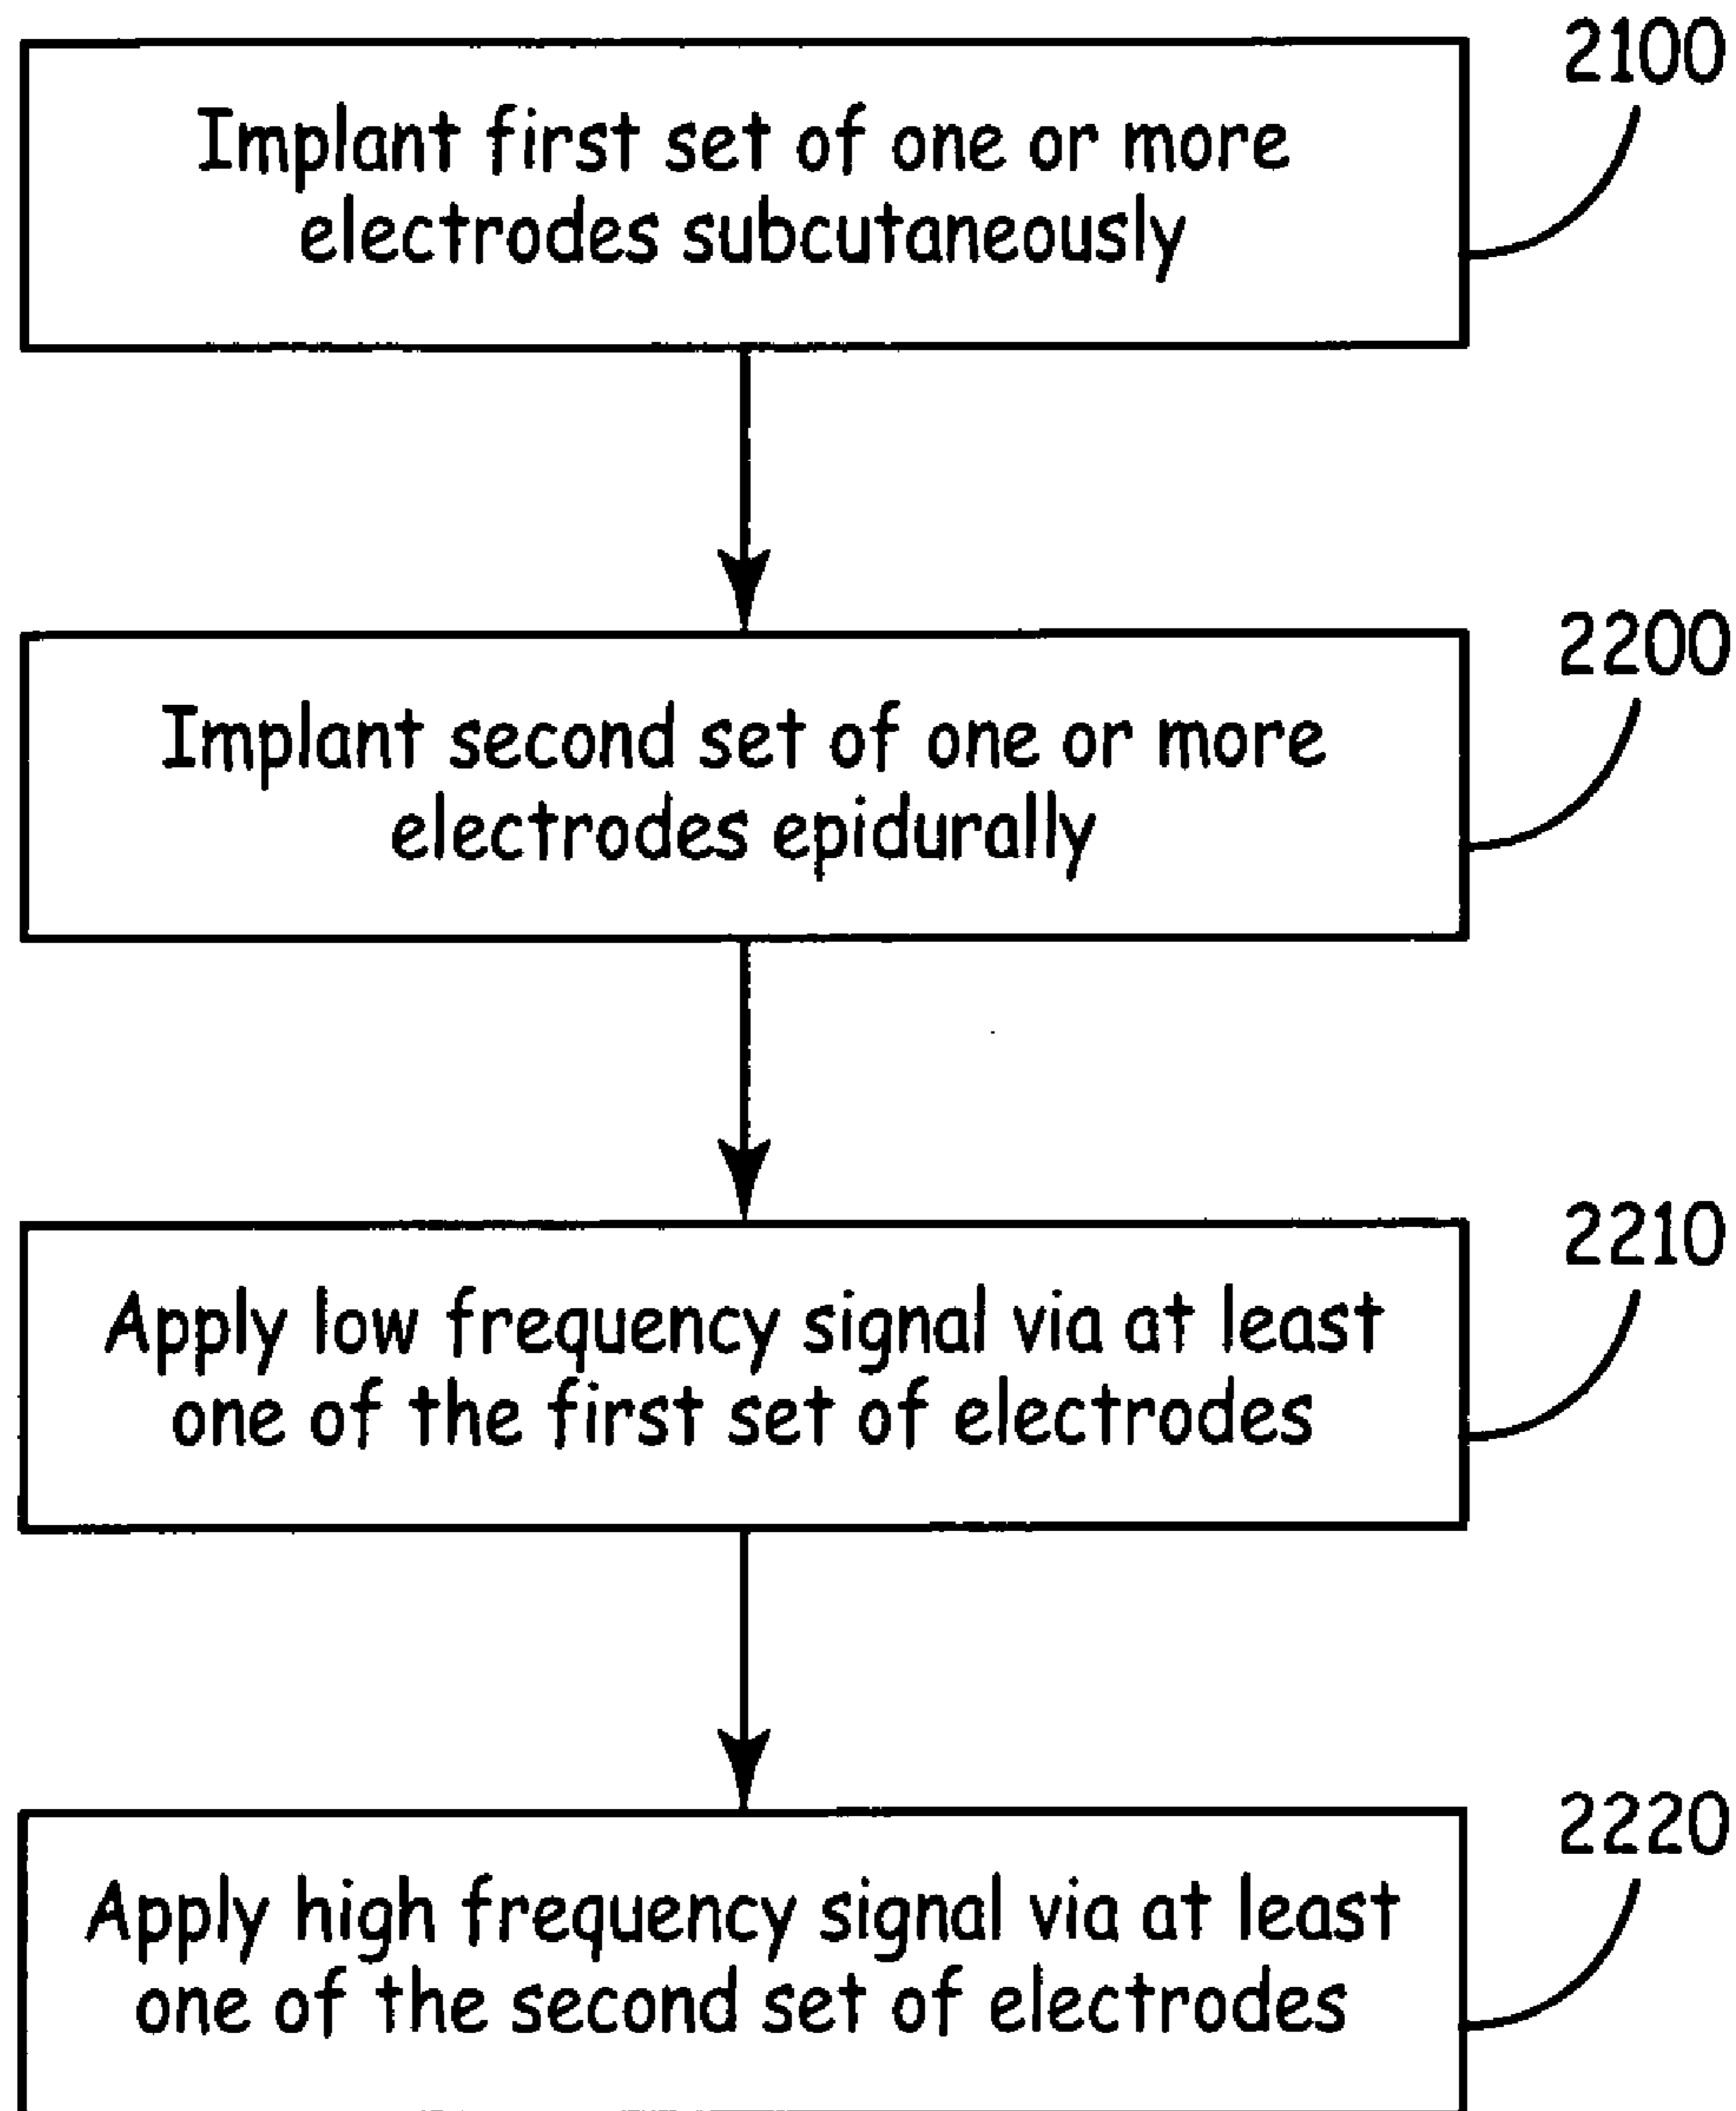 2100
Implant first set of one or more
electrodes subcutaneously
2200
Implant second set of one or more
electrodes epidurally
2210
Apply low frequency signal via at least
one of the first set of electrodes
2220
Apply high frequency signal via at least
one of the second set of electrodes